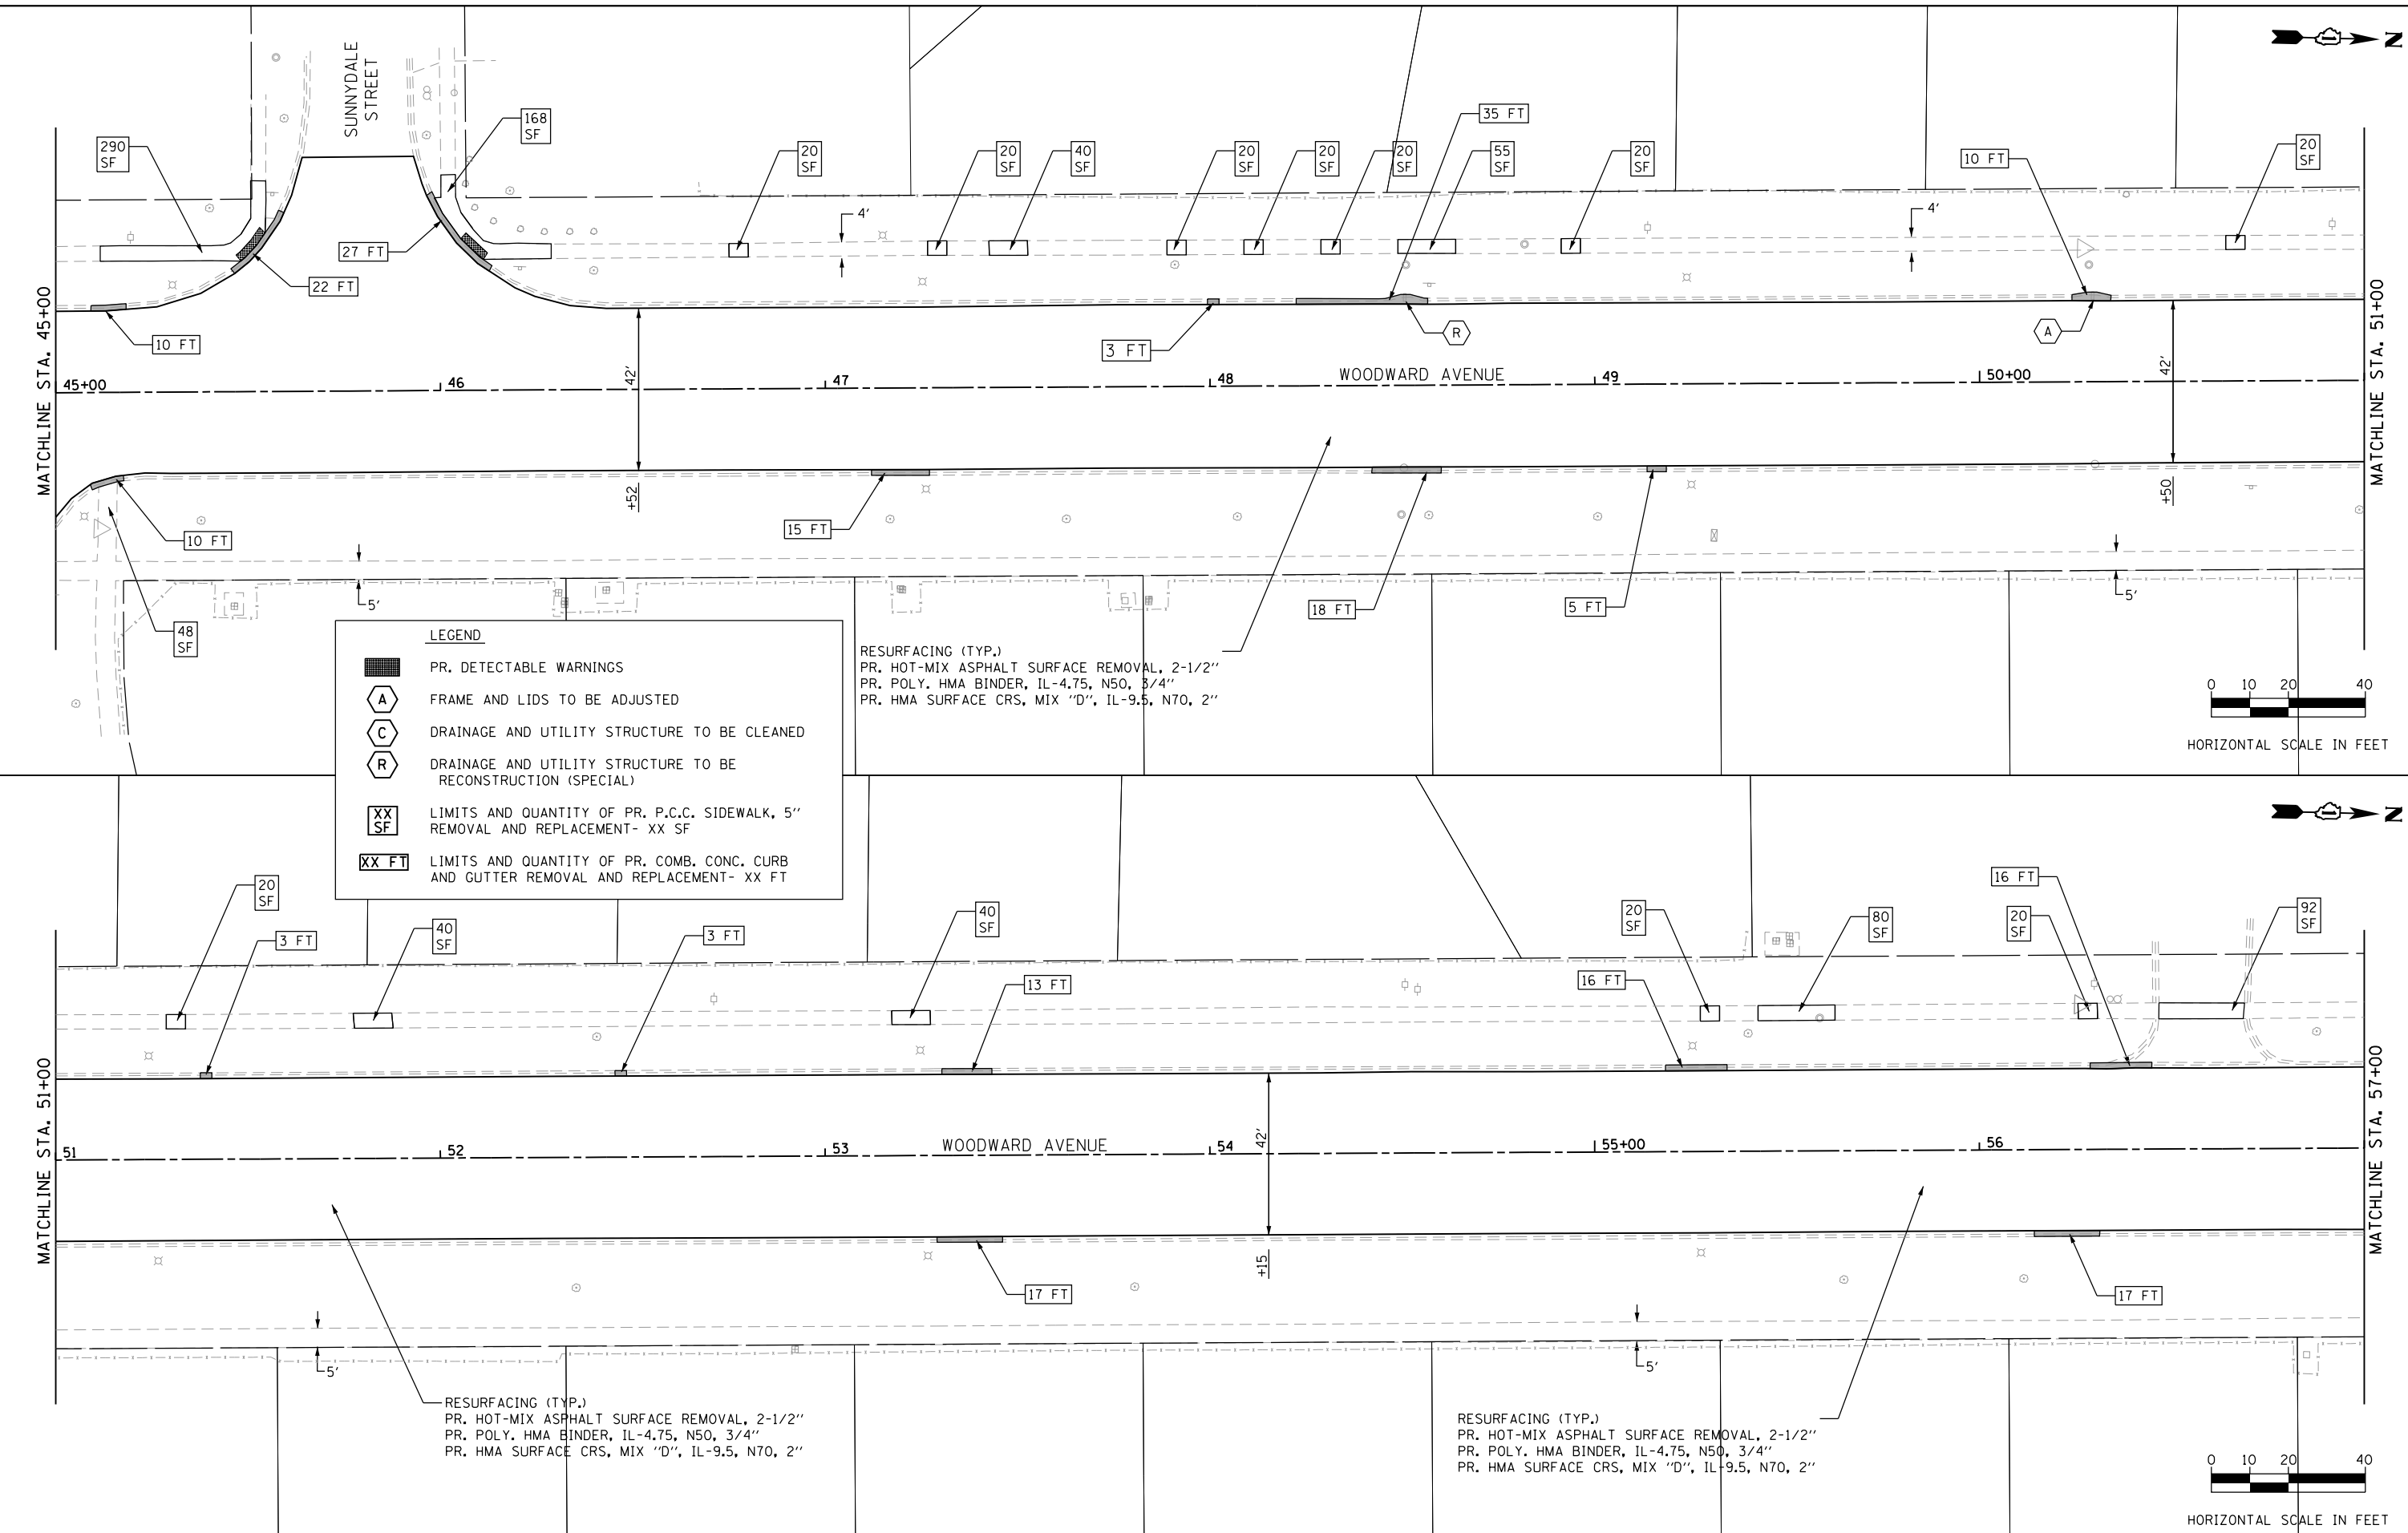 N
SUNNYDALE
STREET
290
SF
168
SF
27 FT
22 FT
10 FT
20
SF
4'
20
SF
40
SF
20
SF
20
SF
20
SF
35 FT
55
SF
20
SF
10 FT
4'
20
SF
3 FT
R
A
MATCHLINE STA. 45+00
45+00
46
42'
47
48
WOODWARD AVENUE
49
50+00
42'
MATCHLINE STA. 51+00
+52
+50
10 FT
15 FT
5'
48
SF
18 FT
5 FT
5'
RESURFACING (TYP.)
PR. HOT-MIX ASPHALT SURFACE REMOVAL, 2-1/2"
PR. POLY. HMA BINDER, IL-4.75, N50, 3/4"
PR. HMA SURFACE CRS, MIX "D", IL-9.5, N70, 2"
0 10 20 40
HORIZONTAL SCALE IN FEET
LEGEND
PR. DETECTABLE WARNINGS
A FRAME AND LIDS TO BE ADJUSTED
C DRAINAGE AND UTILITY STRUCTURE TO BE CLEANED
R DRAINAGE AND UTILITY STRUCTURE TO BE
RECONSTRUCTION (SPECIAL)
XX
SF
LIMITS AND QUANTITY OF PR. P.C.C. SIDEWALK, 5"
REMOVAL AND REPLACEMENT- XX SF
XX FT
LIMITS AND QUANTITY OF PR. COMB. CONC. CURB
AND GUTTER REMOVAL AND REPLACEMENT- XX FT
N
20
SF
3 FT
40
SF
3 FT
40
SF
13 FT
16 FT
20
SF
80
SF
16 FT
20
SF
92
SF
MATCHLINE STA. 51+00
51
52
53
WOODWARD AVENUE
54
42'
55+00
56
MATCHLINE STA. 57+00
+15
17 FT
17 FT
5'
5'
RESURFACING (TYP.)
PR. HOT-MIX ASPHALT SURFACE REMOVAL, 2-1/2"
PR. POLY. HMA BINDER, IL-4.75, N50, 3/4"
PR. HMA SURFACE CRS, MIX "D", IL-9.5, N70, 2"
RESURFACING (TYP.)
PR. HOT-MIX ASPHALT SURFACE REMOVAL, 2-1/2"
PR. POLY. HMA BINDER, IL-4.75, N50, 3/4"
PR. HMA SURFACE CRS, MIX "D", IL-9.5, N70, 2"
0 10 20 40
HORIZONTAL SCALE IN FEET